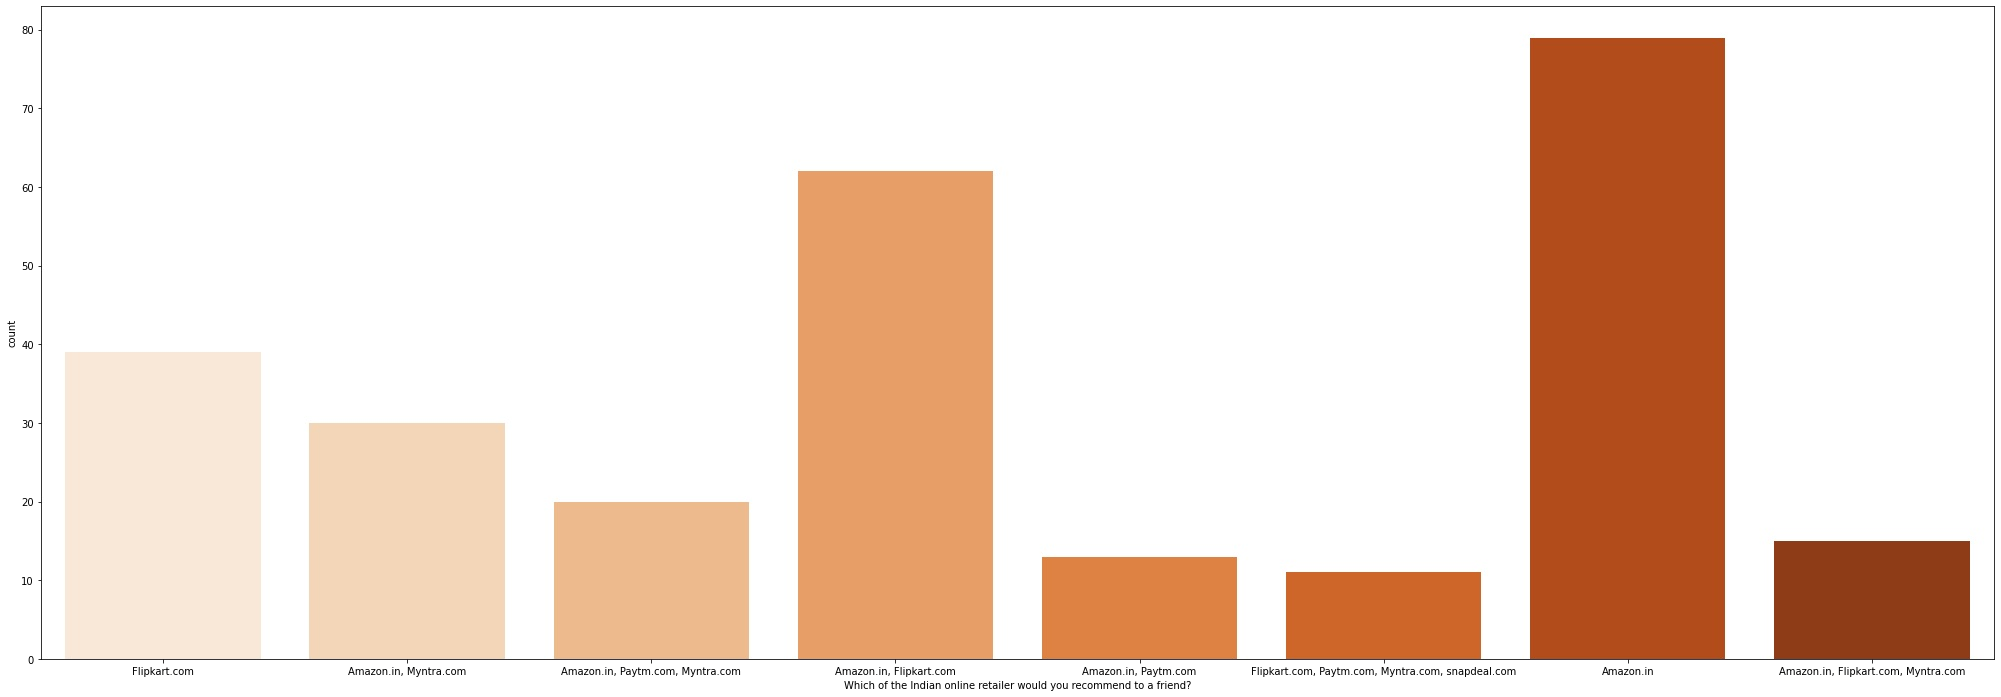 80
70
60
50
40
30
20
10
0
count
Flipkart.com
Amazon.in, Myntra.com
Amazon.in, Paytm.com, Myntra.com
Amazon.in, Flipkart.com
Amazon.in, Paytm.com
Flipkart.com, Paytm.com, Myntra.com, snapdeal.com
Amazon.in
Amazon.in, Flipkart.com, Myntra.com
Which of the Indian online retailer would you recommend to a friend?